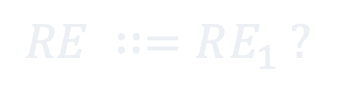 RE ::= RE₁ ?